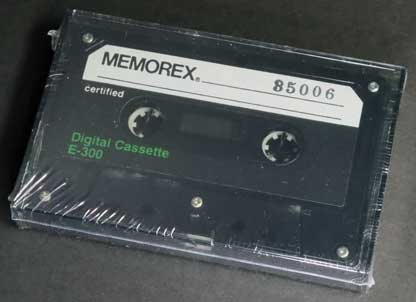 MEMOREX®
85006
certified
Digital Cassette
E-300